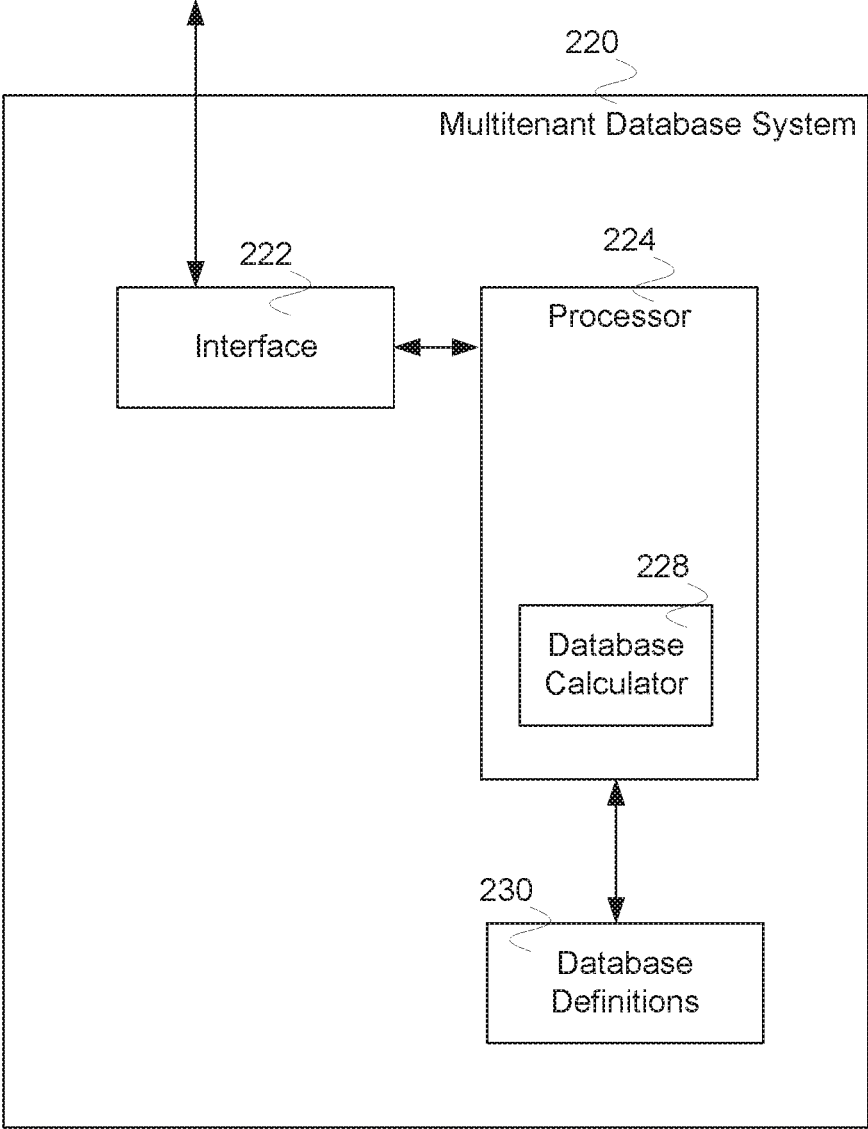 220
Multitenant Database System
222
Interface
224
Processor
228
Database
Calculator
230
Database
Definitions